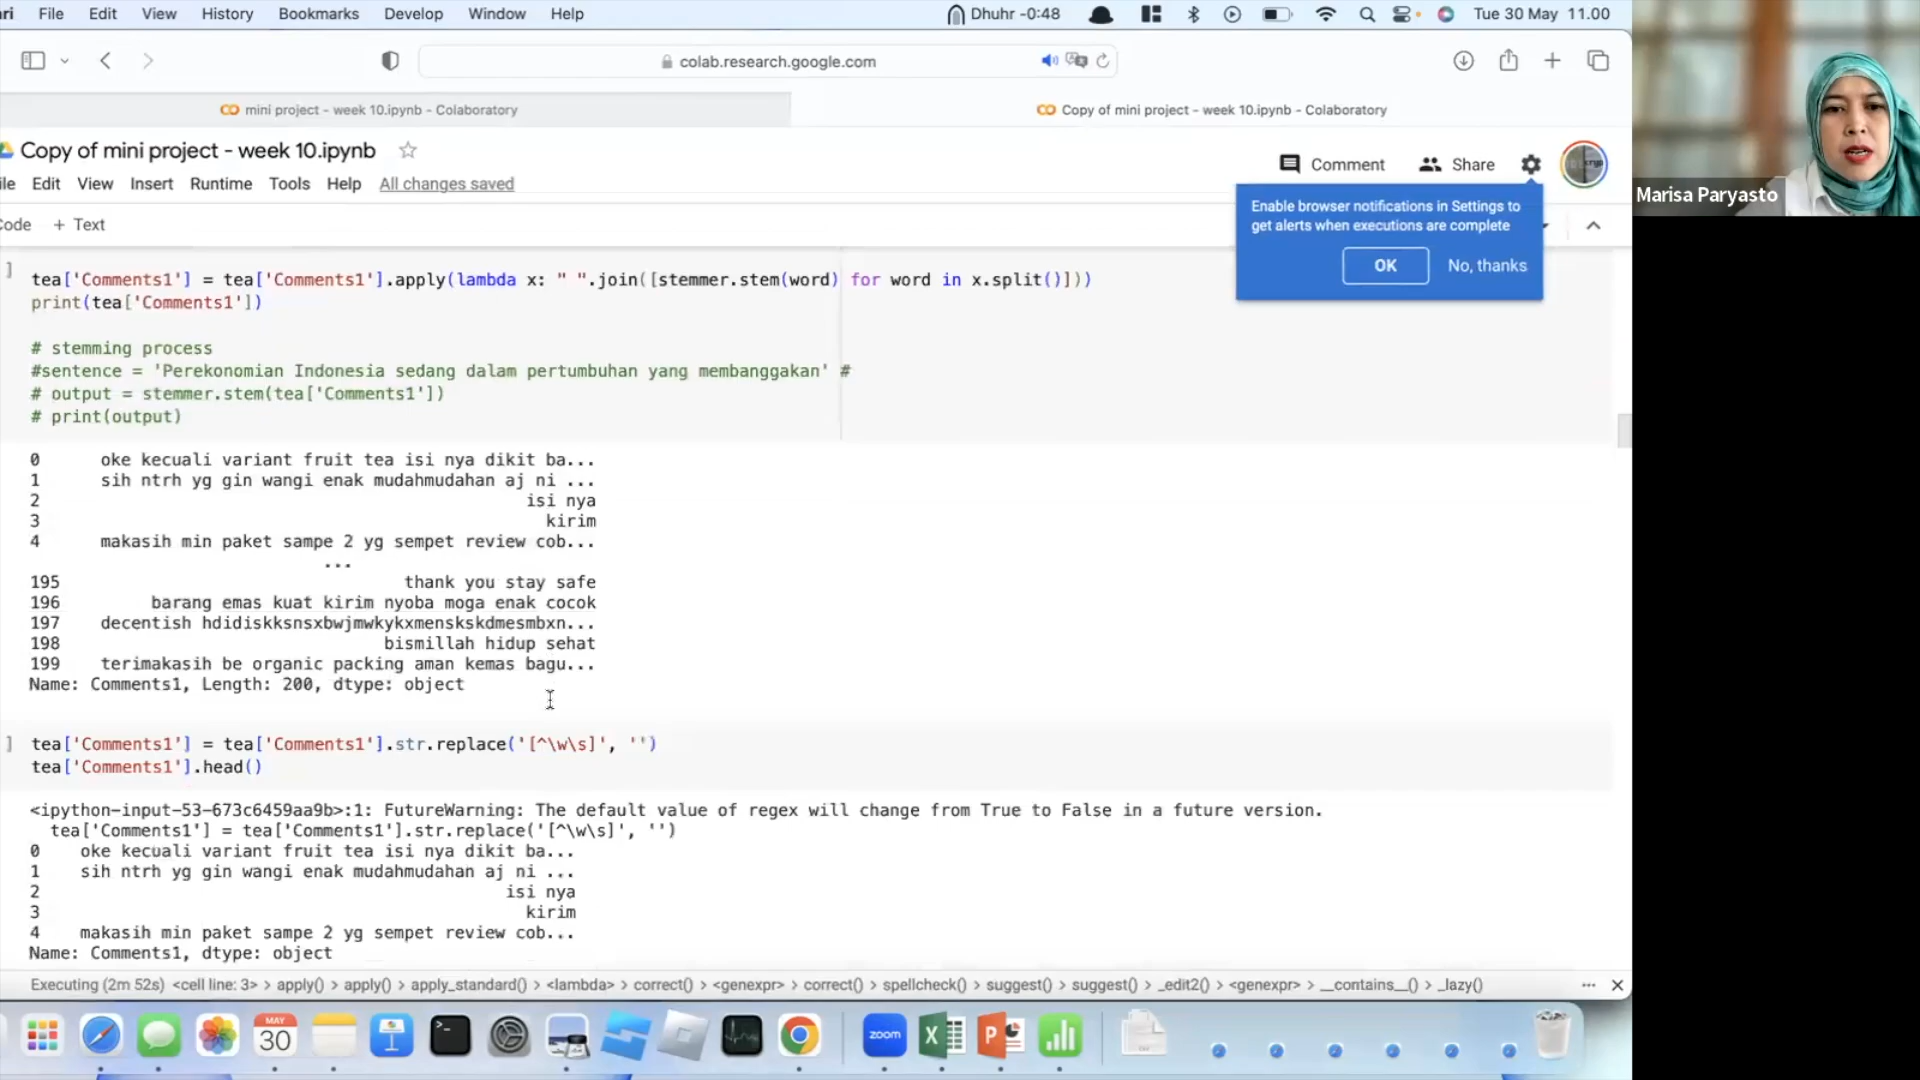 ri File Edit View History Bookmarks Develop Window Help Dhuhr -0:48 Tue 30 May 11.00
colab.research.google.com
mini project - week 10.ipynb - Colaboratory Copy of mini project - week 10.ipynb - Colaboratory
Copy of mini project - week 10.ipynb
Comment Share
ile Edit View Insert Runtime Tools Help All changes saved
Marisa Paryasto
Enable browser notifications in Settings to
get alerts when executions are complete
OK No, thanks
Code + Text
] tea['Comments1'] = tea['Comments1'].apply(lambda x: " ".join([stemmer.stem(word) for word in x.split()]))
print(tea['Comments1'])
# stemming process
#sentence = 'Perekonomian Indonesia sedang dalam pertumbuhan yang membanggakan' #
# output = stemmer.stem(tea['Comments1'])
# print(output)
0 oke kecuali variant fruit tea isi nya dikit ba...
1 sih ntrh yg gin wangi enak mudahmudahan aj ni ...
2 isi nya
3 kirim
4 makasih min paket sampe 2 yg sempet review cob...
...
195 thank you stay safe
196 barang emas kuat kirim nyoba moga enak cocok
197 decentish hdidiskksnsxbwjmwkykxmenskskdmesmbxn...
198 bismillah hidup sehat
199 terimakasih be organic packing aman kemas bagu...
Name: Comments1, Length: 200, dtype: object
] tea['Comments1'] = tea['Comments1'].str.replace('[^\w\s]', '')
tea['Comments1'].head()
<ipython-input-53-673c6459aa9b>:1: FutureWarning: The default value of regex will change from True to False in a future version.
tea['Comments1'] = tea['Comments1'].str.replace('[^\w\s]', '')
0 oke kecuali variant fruit tea isi nya dikit ba...
1 sih ntrh yg gin wangi enak mudahmudahan aj ni ...
2 isi nya
3 kirim
4 makasih min paket sampe 2 yg sempet review cob...
Name: Comments1, dtype: object
Executing (2m 52s) <cell line: 3> > apply() > apply() > apply_standard() > <lambda> > correct() > <genexpr> > correct() > spellcheck() > suggest() > suggest() > _edit2() > <genexpr> > __contains__() > _lazy() ... ×
MAY
30
zoom